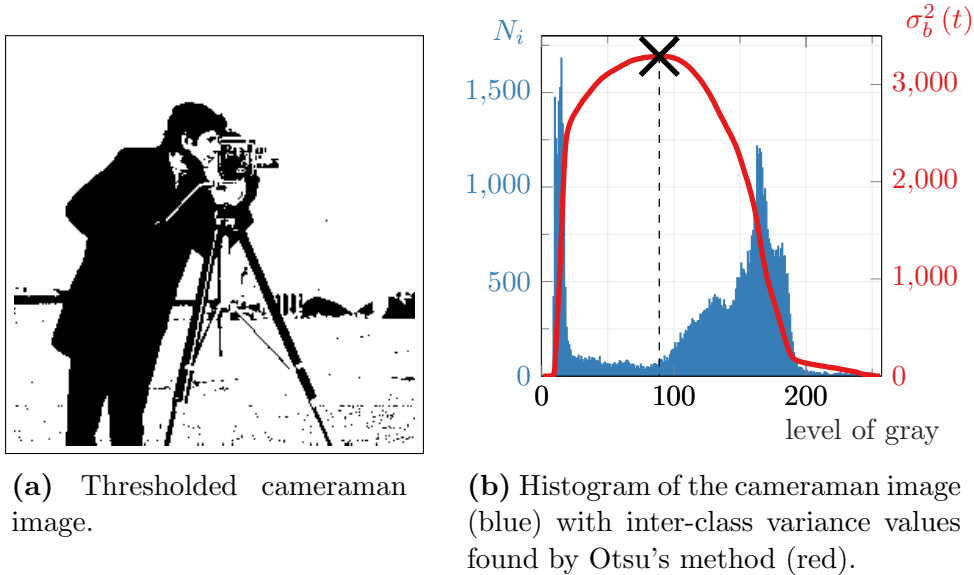 N_i
σ_b^2 (t)
1,500
1,000
500
0
3,000
2,000
1,000
0
0
100
200
level of gray
(a) Thresholded cameraman
image.
(b) Histogram of the cameraman image
(blue) with inter-class variance values
found by Otsu's method (red).